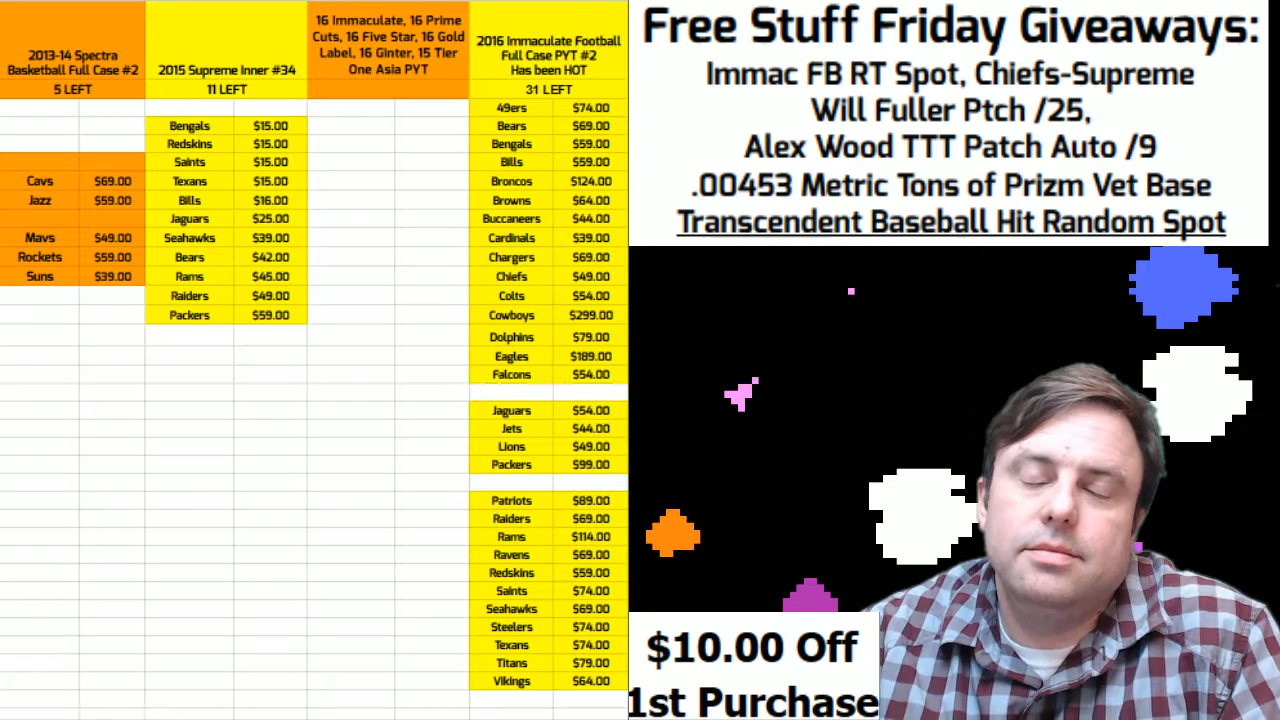 2013-14 Spectra
Basketball Full Case #2
5 LEFT
Cavs $69.00
Jazz $59.00
Mavs $49.00
Rockets $59.00
Suns $39.00
2015 Supreme Inner #34
11 LEFT
Bengals $15.00
Redskins $15.00
Saints $15.00
Texans $15.00
Bills $16.00
Jaguars $25.00
Seahawks $39.00
Bears $42.00
Rams $45.00
Raiders $49.00
Packers $59.00
16 Immaculate, 16 Prime
Cuts, 16 Five Star, 16 Gold
Label, 16 Ginter, 15 Tier
One Asia PYT
2016 Immaculate Football
Full Case PYT #2
Has been HOT
31 LEFT
49ers $74.00
Bears $69.00
Bengals $59.00
Bills $59.00
Broncos $124.00
Browns $64.00
Buccaneers $44.00
Cardinals $39.00
Chargers $69.00
Chiefs $49.00
Colts $54.00
Cowboys $299.00
Dolphins $79.00
Eagles $189.00
Falcons $54.00
Jaguars $54.00
Jets $44.00
Lions $49.00
Packers $99.00
Patriots $89.00
Raiders $69.00
Rams $114.00
Ravens $69.00
Redskins $59.00
Saints $74.00
Seahawks $69.00
Steelers $74.00
Texans $74.00
Titans $79.00
Vikings $64.00
Free Stuff Friday Giveaways:
Immac FB RT Spot, Chiefs-Supreme
Will Fuller Ptch /25,
Alex Wood TTT Patch Auto /9
.00453 Metric Tons of Prizm Vet Base
Transcendent Baseball Hit Random Spot
$10.00 Off
1st Purchase